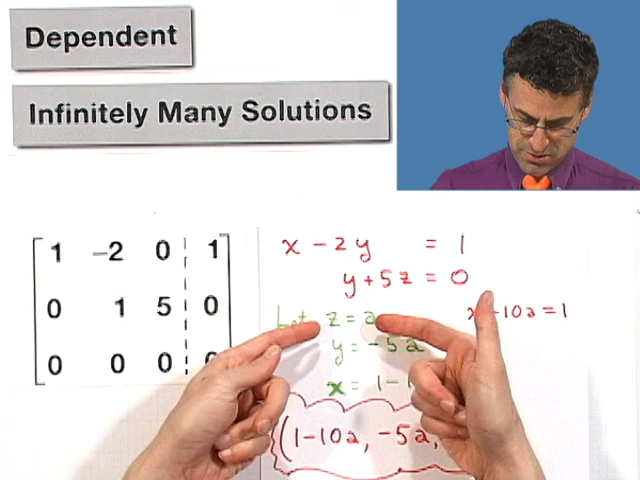 Dependent
Infinitely Many Solutions
1 -2 0 1
0 1 5 0
0 0 0
x - 2y = 1
y + 5z = 0
z = a
-10a = 1
y = -5a
x = 1 -
(1-10a, -5a,